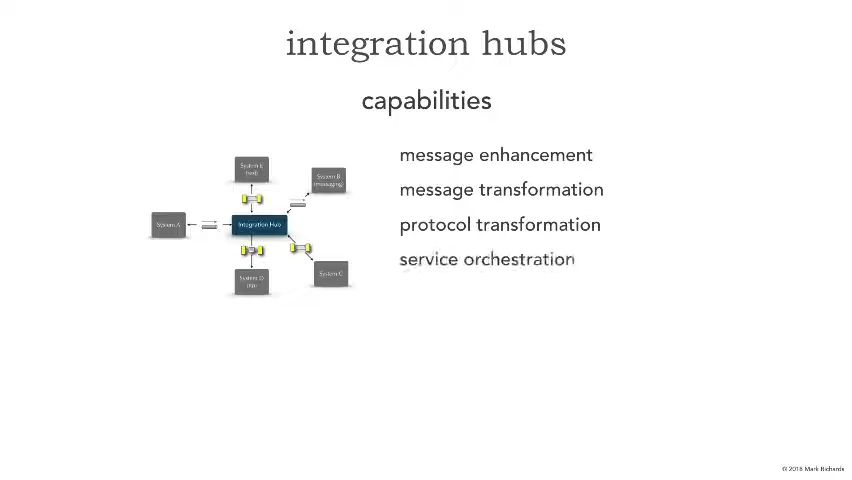 integration hubs
capabilities
message enhancement
message transformation
protocol transformation
service orchestration
System B
(messaging)
System A
Integration Hub
System C
System D
© 2018 Mark Richards